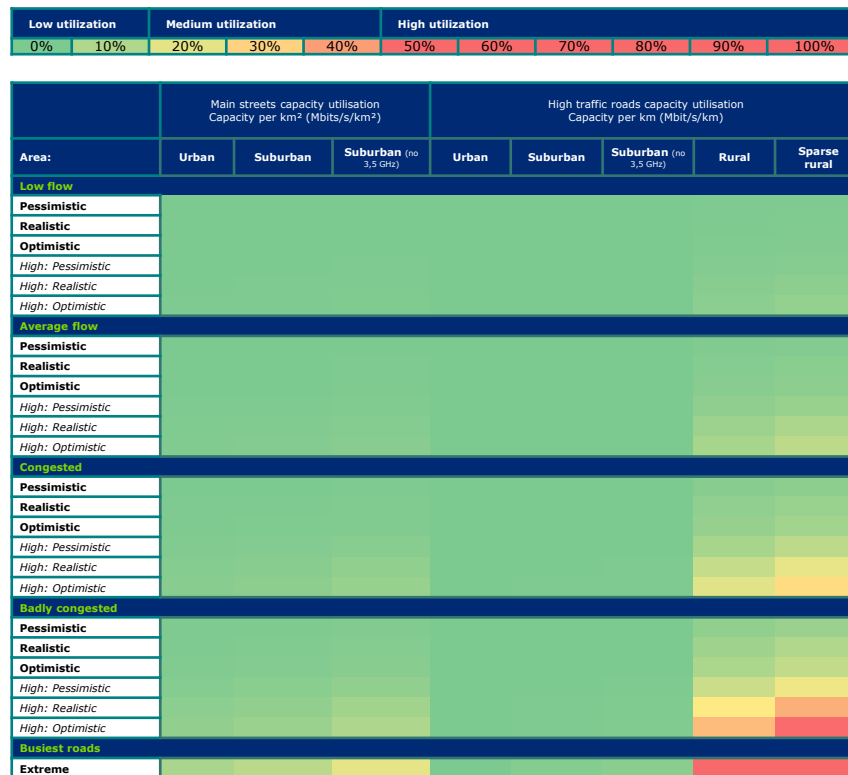 Low utilization Medium utilization High utilization
0% 10% 20% 30% 40% 50% 60% 70% 80% 90% 100%
Main streets capacity utilisation High traffic roads capacity utilisation
Capacity per km² (Mbits/s/km²) Capacity per km (Mbit/s/km)
Area: Urban Suburban Suburban (no 3,5 GHz) Urban Suburban Suburban (no 3,5 GHz) Rural Sparse rural
Low flow
Pessimistic
Realistic
Optimistic
High: Pessimistic
High: Realistic
High: Optimistic
Average flow
Pessimistic
Realistic
Optimistic
High: Pessimistic
High: Realistic
High: Optimistic
Congested
Pessimistic
Realistic
Optimistic
High: Pessimistic
High: Realistic
High: Optimistic
Badly congested
Pessimistic
Realistic
Optimistic
High: Pessimistic
High: Realistic
High: Optimistic
Busiest roads
Extreme